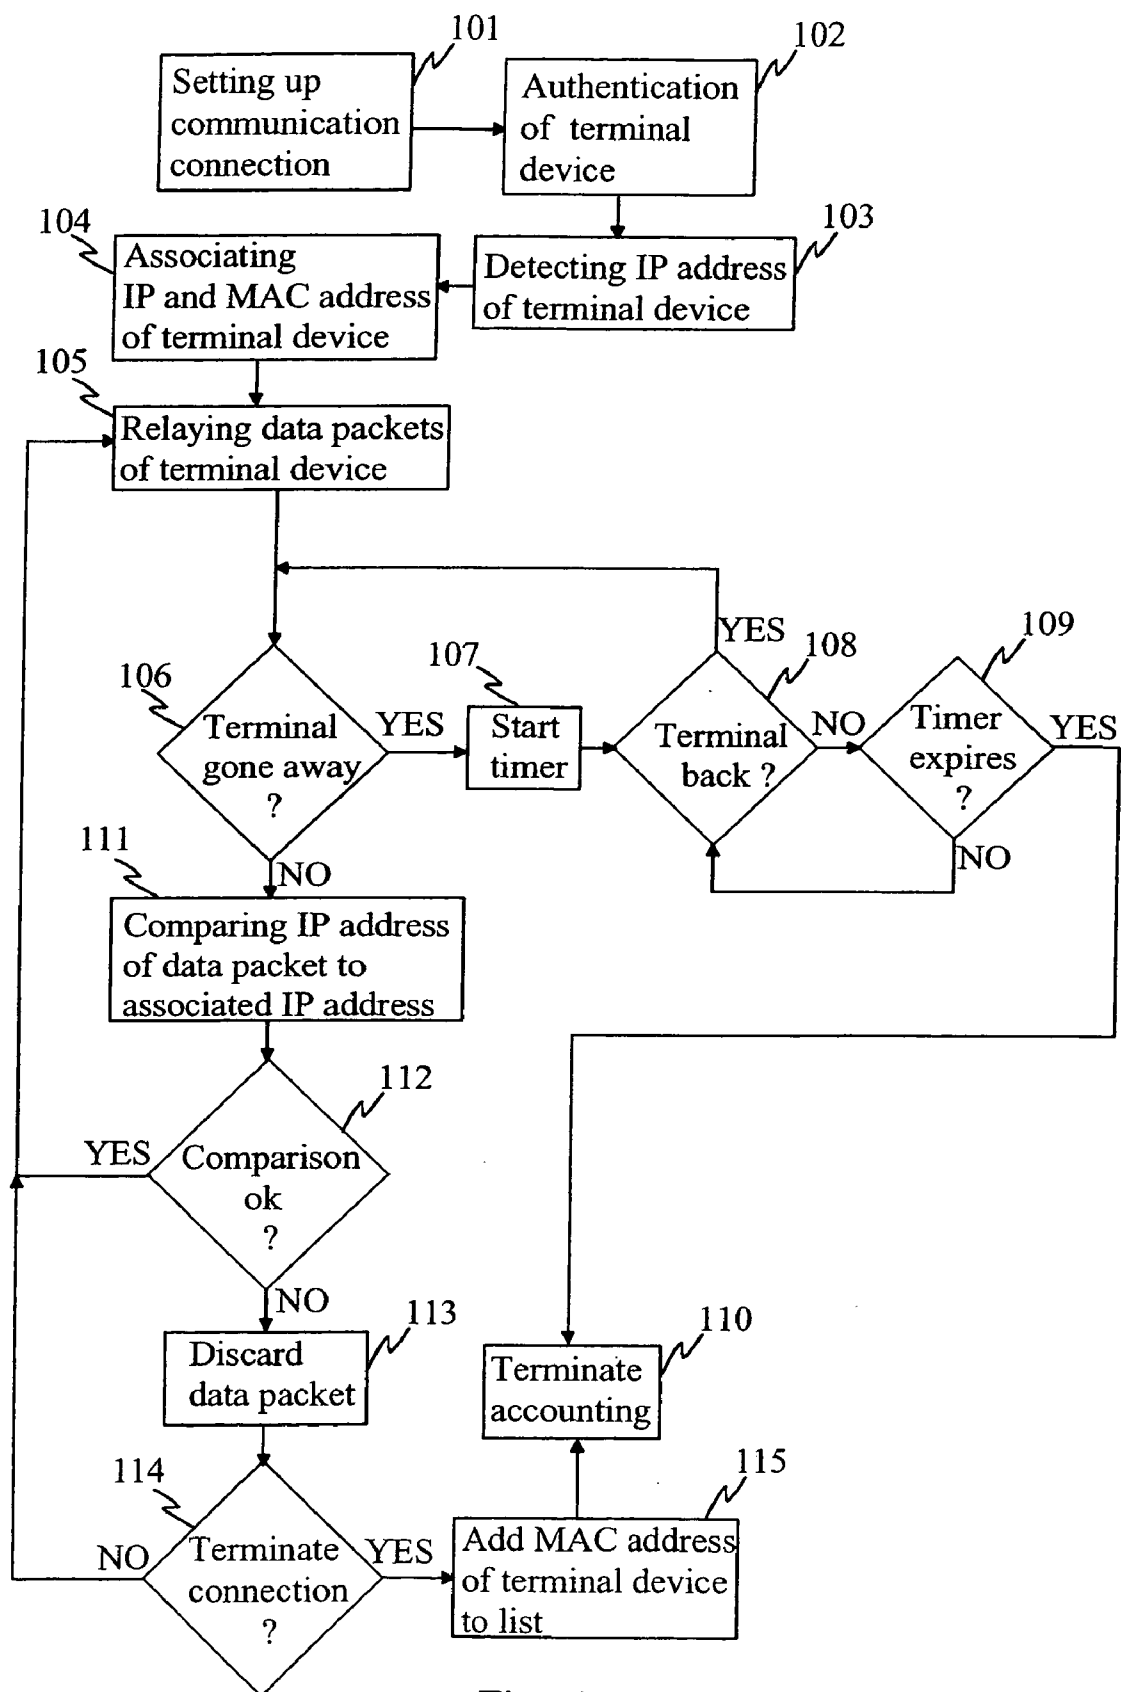 101
Setting up
communication
connection
102
Authentication
of terminal
device
103
Detecting IP address
of terminal device
104
Associating
IP and MAC address
of terminal device
105
Relaying data packets
of terminal device
106
Terminal
gone away
?
YES
NO
107
Start
timer
108
Terminal
back ?
YES
NO
109
Timer
expires
?
YES
NO
111
Comparing IP address
of data packet to
associated IP address
112
Comparison
ok
?
YES
NO
113
Discard
data packet
110
Terminate
accounting
114
Terminate
connection
?
NO
YES
115
Add MAC address
of terminal device
to list